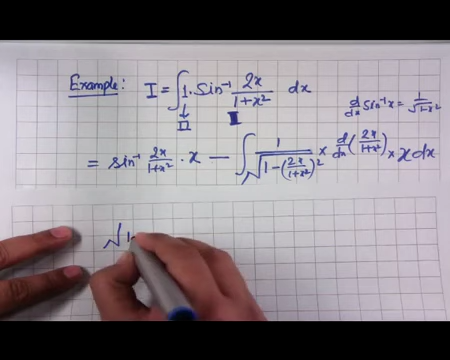 Example: I = ∫ 1. sin⁻¹ 2x/(1+x²) dx
II I
d/dx sin⁻¹x = 1/√(1-x²)
= sin⁻¹ 2x/(1+x²) · x — ∫ 1/√(1-(2x/(1+x²))²) × d/dx (2x/(1+x²)) × x dx